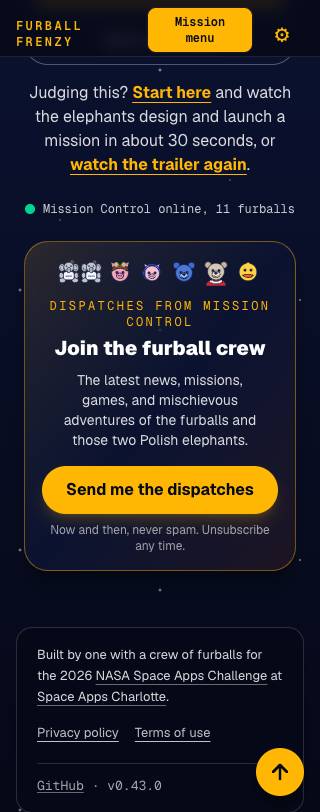 FURBALL
FRENZY
Mission
menu
Judging this? Start here and watch
the elephants design and launch a
mission in about 30 seconds, or
watch the trailer again.
Mission Control online, 11 furballs
DISPATCHES FROM MISSION
CONTROL
Join the furball crew
The latest news, missions,
games, and mischievous
adventures of the furballs and
those two Polish elephants.
Send me the dispatches
Now and then, never spam. Unsubscribe
any time.
Built by one with a crew of furballs for
the 2026 NASA Space Apps Challenge at
Space Apps Charlotte.
Privacy policy Terms of use
GitHub · v0.43.0